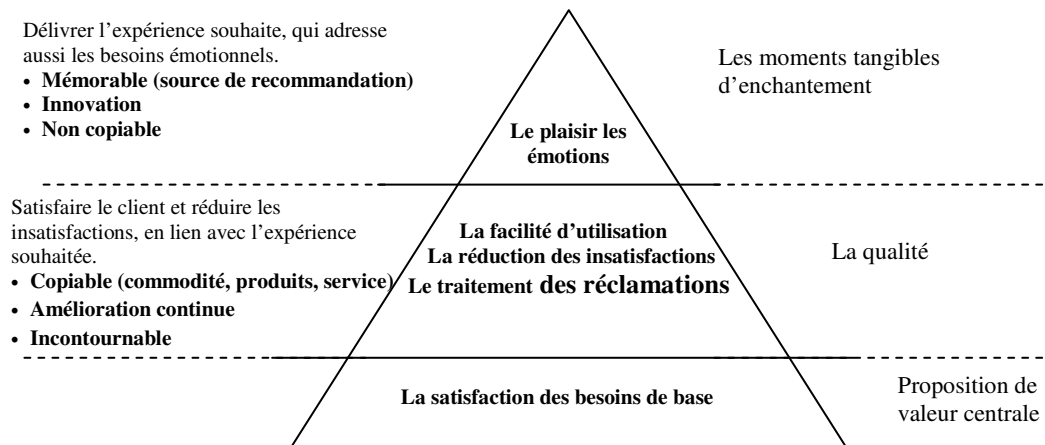 Délivrer l’expérience souhaite, qui adresse
aussi les besoins émotionnels.
• Mémorable (source de recommandation)
• Innovation
• Non copiable
Le plaisir les
émotions
Les moments tangibles
d’enchantement
Satisfaire le client et réduire les
insatisfactions, en lien avec l’expérience
souhaitée.
• Copiable (commodité, produits, service)
• Amélioration continue
• Incontournable
La facilité d’utilisation
La réduction des insatisfactions
Le traitement des réclamations
La qualité
La satisfaction des besoins de base
Proposition de
valeur centrale